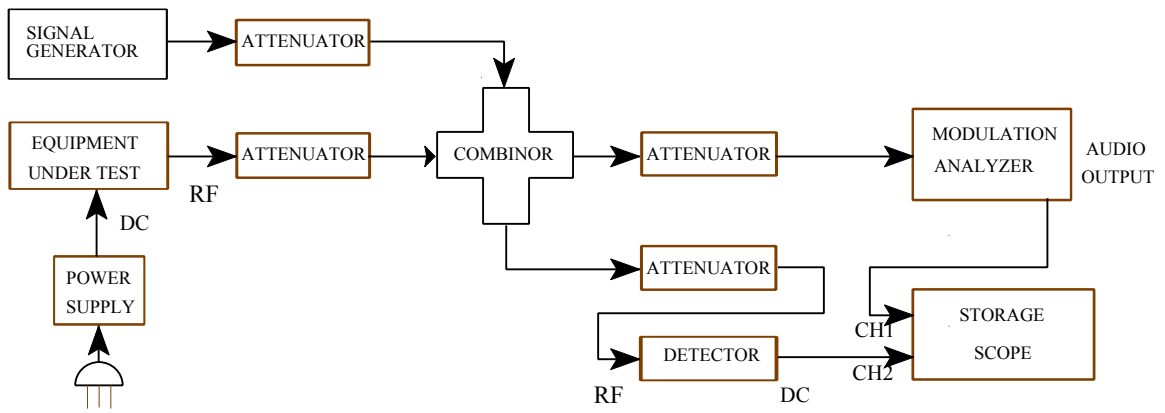 SIGNAL
GENERATOR
ATTENUATOR
EQUIPMENT
UNDER TEST
RF
ATTENUATOR
COMBINOR
ATTENUATOR
MODULATION
ANALYZER
AUDIO
OUTPUT
DC
POWER
SUPPLY
ATTENUATOR
CH1
STORAGE
SCOPE
DETECTOR
RF
DC
CH2